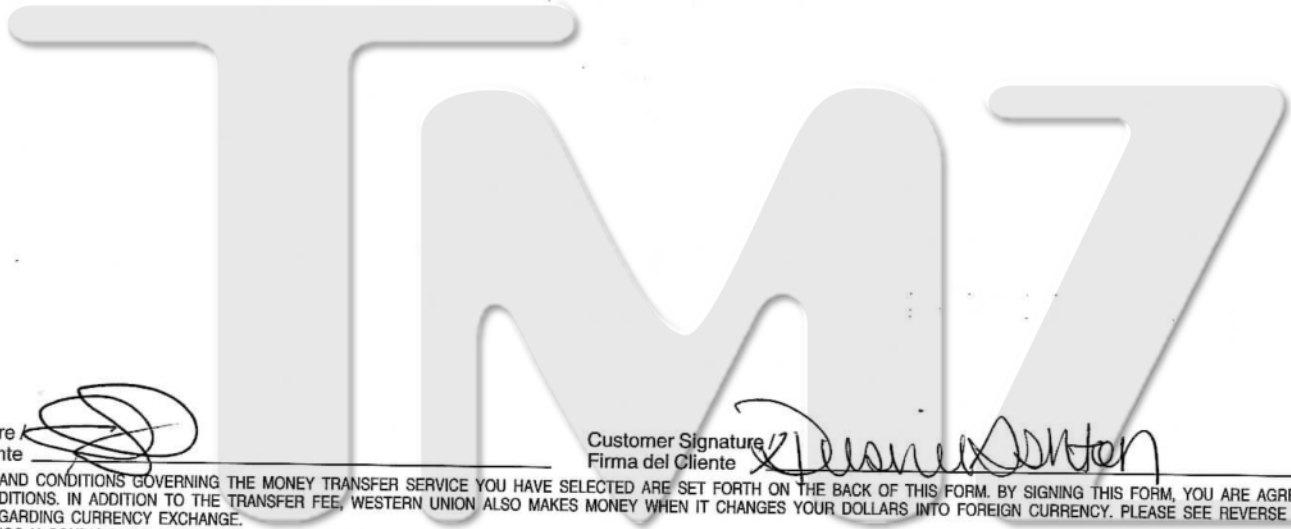 TMZ
re /
nte
Customer Signature /
Firma del Cliente
AND CONDITIONS GOVERNING THE MONEY TRANSFER SERVICE YOU HAVE SELECTED ARE SET FORTH ON THE BACK OF THIS FORM. BY SIGNING THIS FORM, YOU ARE AGRE
DITIONS. IN ADDITION TO THE TRANSFER FEE, WESTERN UNION ALSO MAKES MONEY WHEN IT CHANGES YOUR DOLLARS INTO FOREIGN CURRENCY. PLEASE SEE REVERSE
GARDING CURRENCY EXCHANGE.